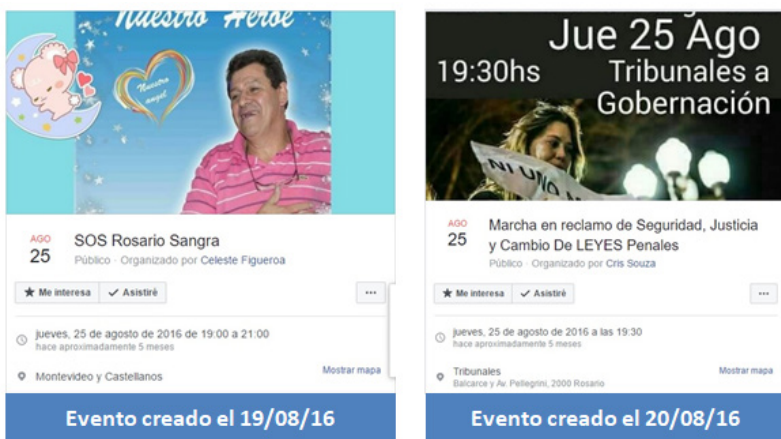 Nuestro Héroe
Nuestro
angel
AGO
25
SOS Rosario Sangra
Público · Organizado por Celeste Figueroa
Me interesa
Asistiré
...
jueves, 25 de agosto de 2016 de 19:00 a 21:00
hace aproximadamente 5 meses
Montevideo y Castellanos
Mostrar mapa
Evento creado el 19/08/16
Jue 25 Ago
19:30hs
Tribunales a
Gobernación
NI UNO
AGO
25
Marcha en reclamo de Seguridad, Justicia
y Cambio De LEYES Penales
Público · Organizado por Cris Souza
Me interesa
Asistiré
...
jueves, 25 de agosto de 2016 a las 19:30
hace aproximadamente 5 meses
Tribunales
Mostrar mapa
Balcarce y Av. Pellegrini, 2000 Rosario
Evento creado el 20/08/16